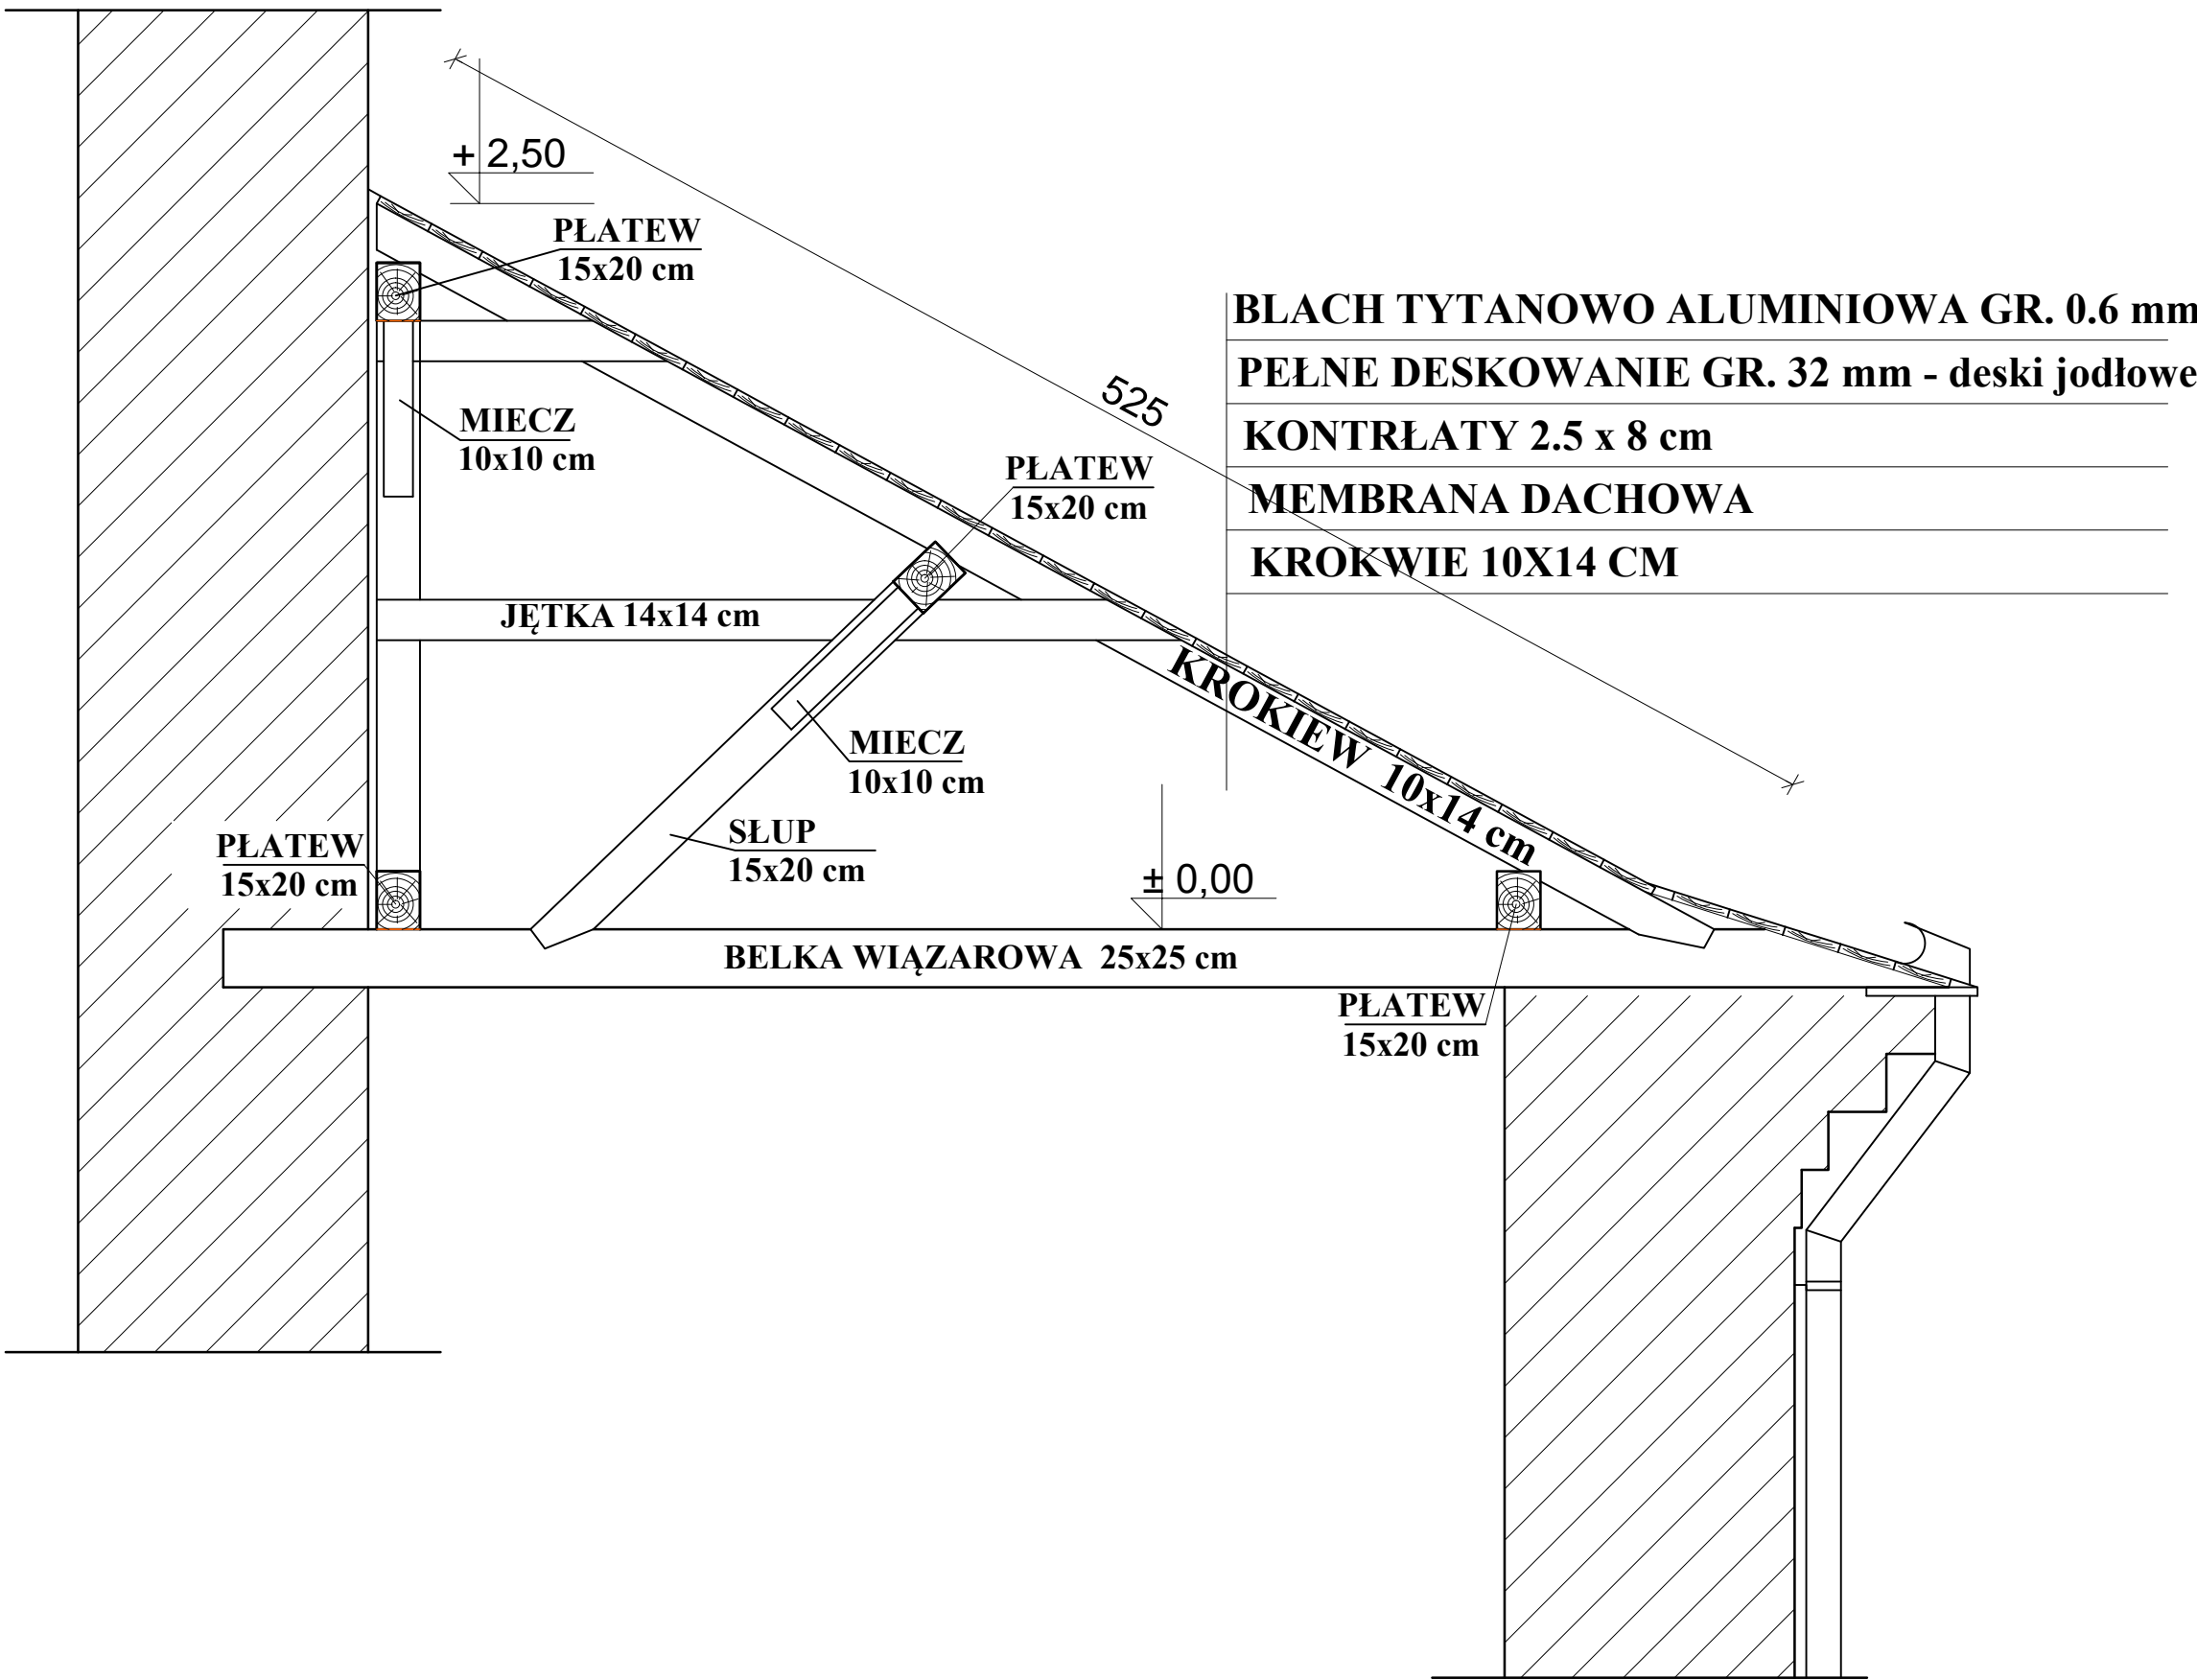 + 2,50
PŁATEW
15x20 cm
BLACH TYTANOWO ALUMINIOWA GR. 0.6 mm
PEŁNE DESKOWANIE GR. 32 mm - deski jodłowe
KONTRŁATY 2.5 x 8 cm
MEMBRANA DACHOWA
KROKWIE 10X14 CM
525
MIECZ
10x10 cm
PŁATEW
15x20 cm
JĘTKA 14x14 cm
KROKIEW 10x14 cm
MIECZ
10x10 cm
SŁUP
15x20 cm
PŁATEW
15x20 cm
± 0,00
BELKA WIĄZAROWA 25x25 cm
PŁATEW
15x20 cm